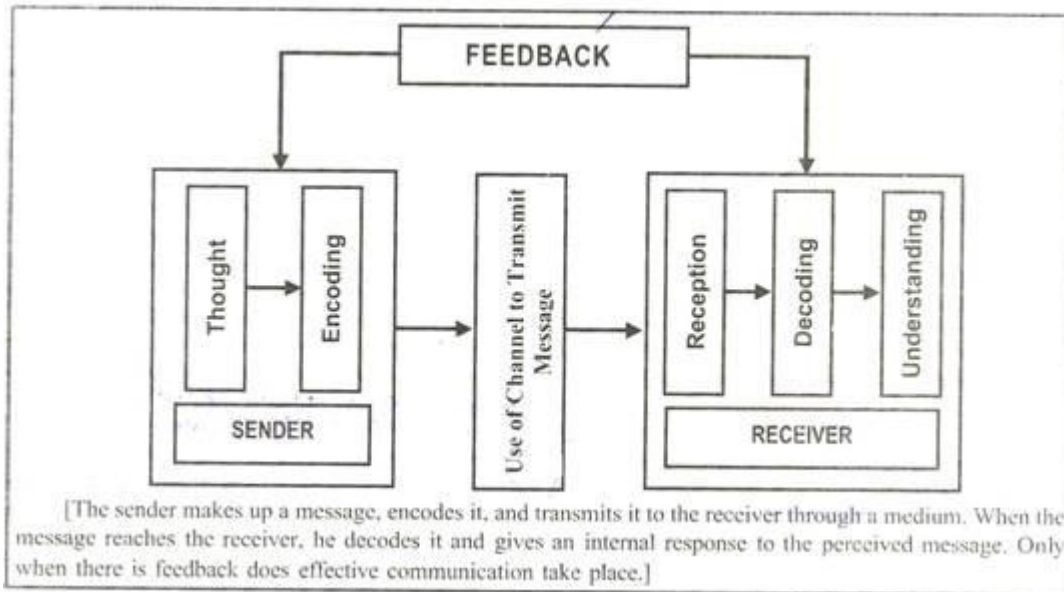 FEEDBACK
Thought
Encoding
SENDER
Use of Channel to Transmit
Message
Reception
Decoding
Understanding
RECEIVER
[The sender makes up a message, encodes it, and transmits it to the receiver through a medium. When the
message reaches the receiver, he decodes it and gives an internal response to the perceived message. Only
when there is feedback does effective communication take place.]